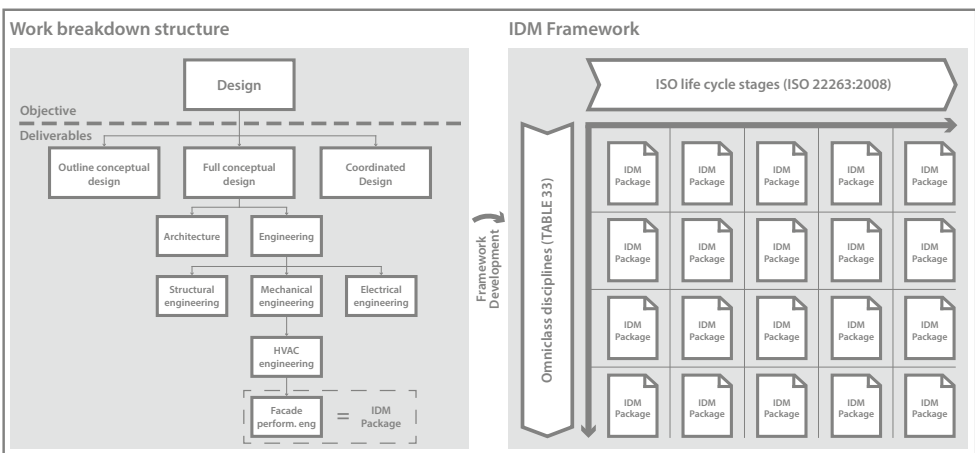 Work breakdown structure
Design
Objective
Deliverables
Outline conceptual
design
Full conceptual
design
Coordinated
Design
Architecture
Engineering
Structural
engineering
Mechanical
engineering
Electrical
engineering
HVAC
engineering
Facade
perform. eng
=
IDM
Package
Framework
Development
IDM Framework
ISO life cycle stages (ISO 22263:2008)
Omniclass disciplines (TABLE 33)
IDM
Package
IDM
Package
IDM
Package
IDM
Package
IDM
Package
IDM
Package
IDM
Package
IDM
Package
IDM
Package
IDM
Package
IDM
Package
IDM
Package
IDM
Package
IDM
Package
IDM
Package
IDM
Package
IDM
Package
IDM
Package
IDM
Package
IDM
Package